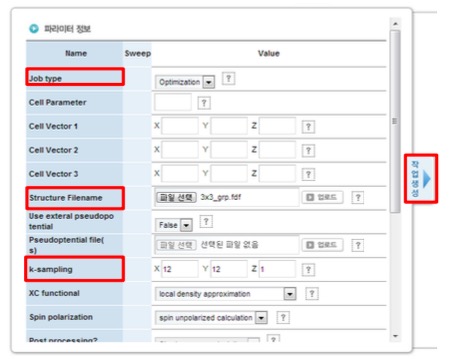 파라미터 정보
Name Sweep Value
Job type Optimization ?
Cell Parameter ?
Cell Vector 1 X Y Z ?
Cell Vector 2 X Y Z ?
Cell Vector 3 X Y Z ?
Structure Filename 파일 선택 3x3_grp.fdf 업로드 ?
Use exteral pseudopo
tential False ?
Pseudoptential file(
s) 파일 선택 선택된 파일 없음 업로드 ?
k-sampling X 12 Y 12 Z 1 ?
XC functional local density approximation ?
Spin polarization spin unpolarized calculation ?
Post processing? ?
작업생성